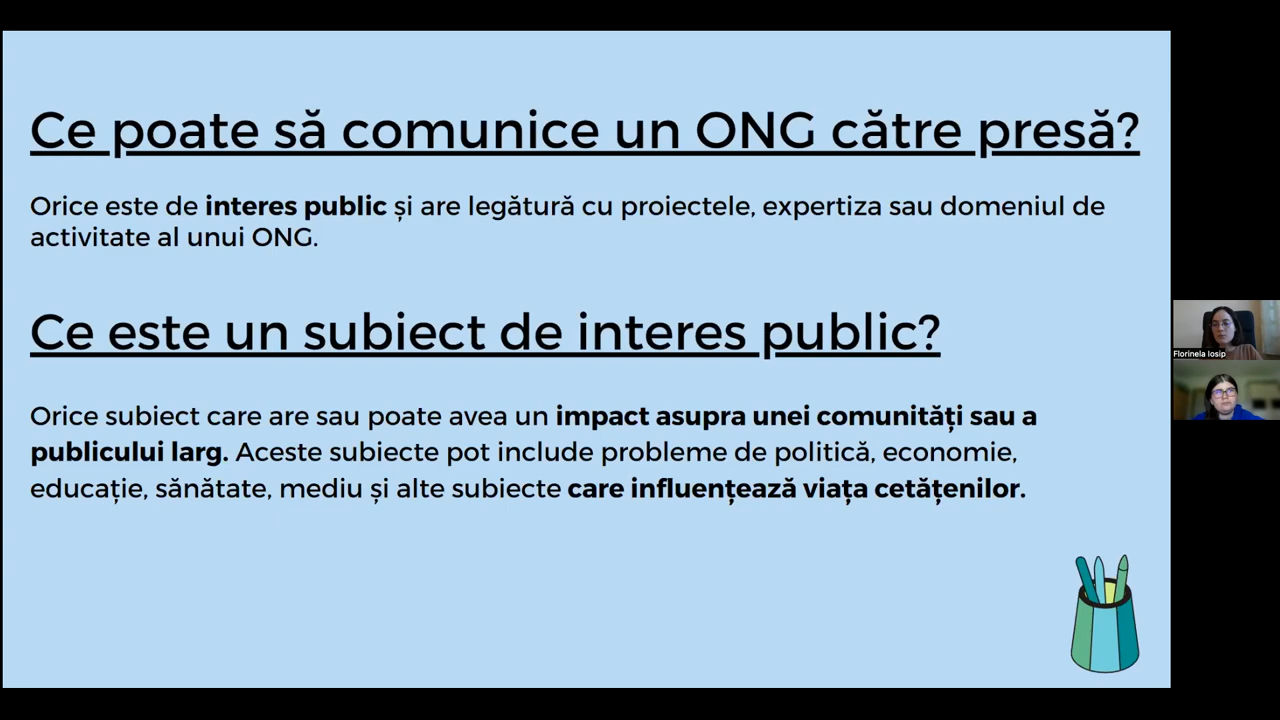 Ce poate să comunice un ONG către presă?
Orice este de interes public și are legătură cu proiectele, expertiza sau domeniul de
activitate al unui ONG.
Ce este un subiect de interes public?
Orice subiect care are sau poate avea un impact asupra unei comunități sau a
publicului larg. Aceste subiecte pot include probleme de politică, economie,
educație, sănătate, mediu și alte subiecte care influențează viața cetățenilor.
Florinela Iosip